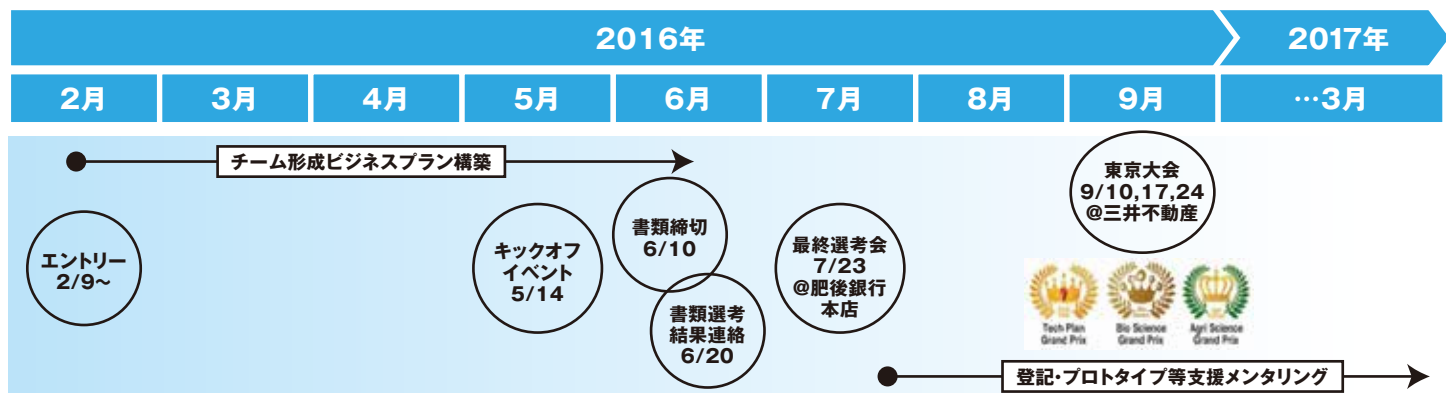 2016年
2017年
2月
3月
4月
5月
6月
7月
8月
9月
…3月
チーム形成ビジネスプラン構築
エントリー
2/9～
キックオフ
イベント
5/14
書類締切
6/10
書類選考
結果連絡
6/20
最終選考会
7/23
@肥後銀行
本店
東京大会
9/10,17,24
@三井不動産
Tech Plan
Grand Prix
Bio Science
Grand Prix
Agri Science
Grand Prix
登記・プロトタイプ等支援メンタリング